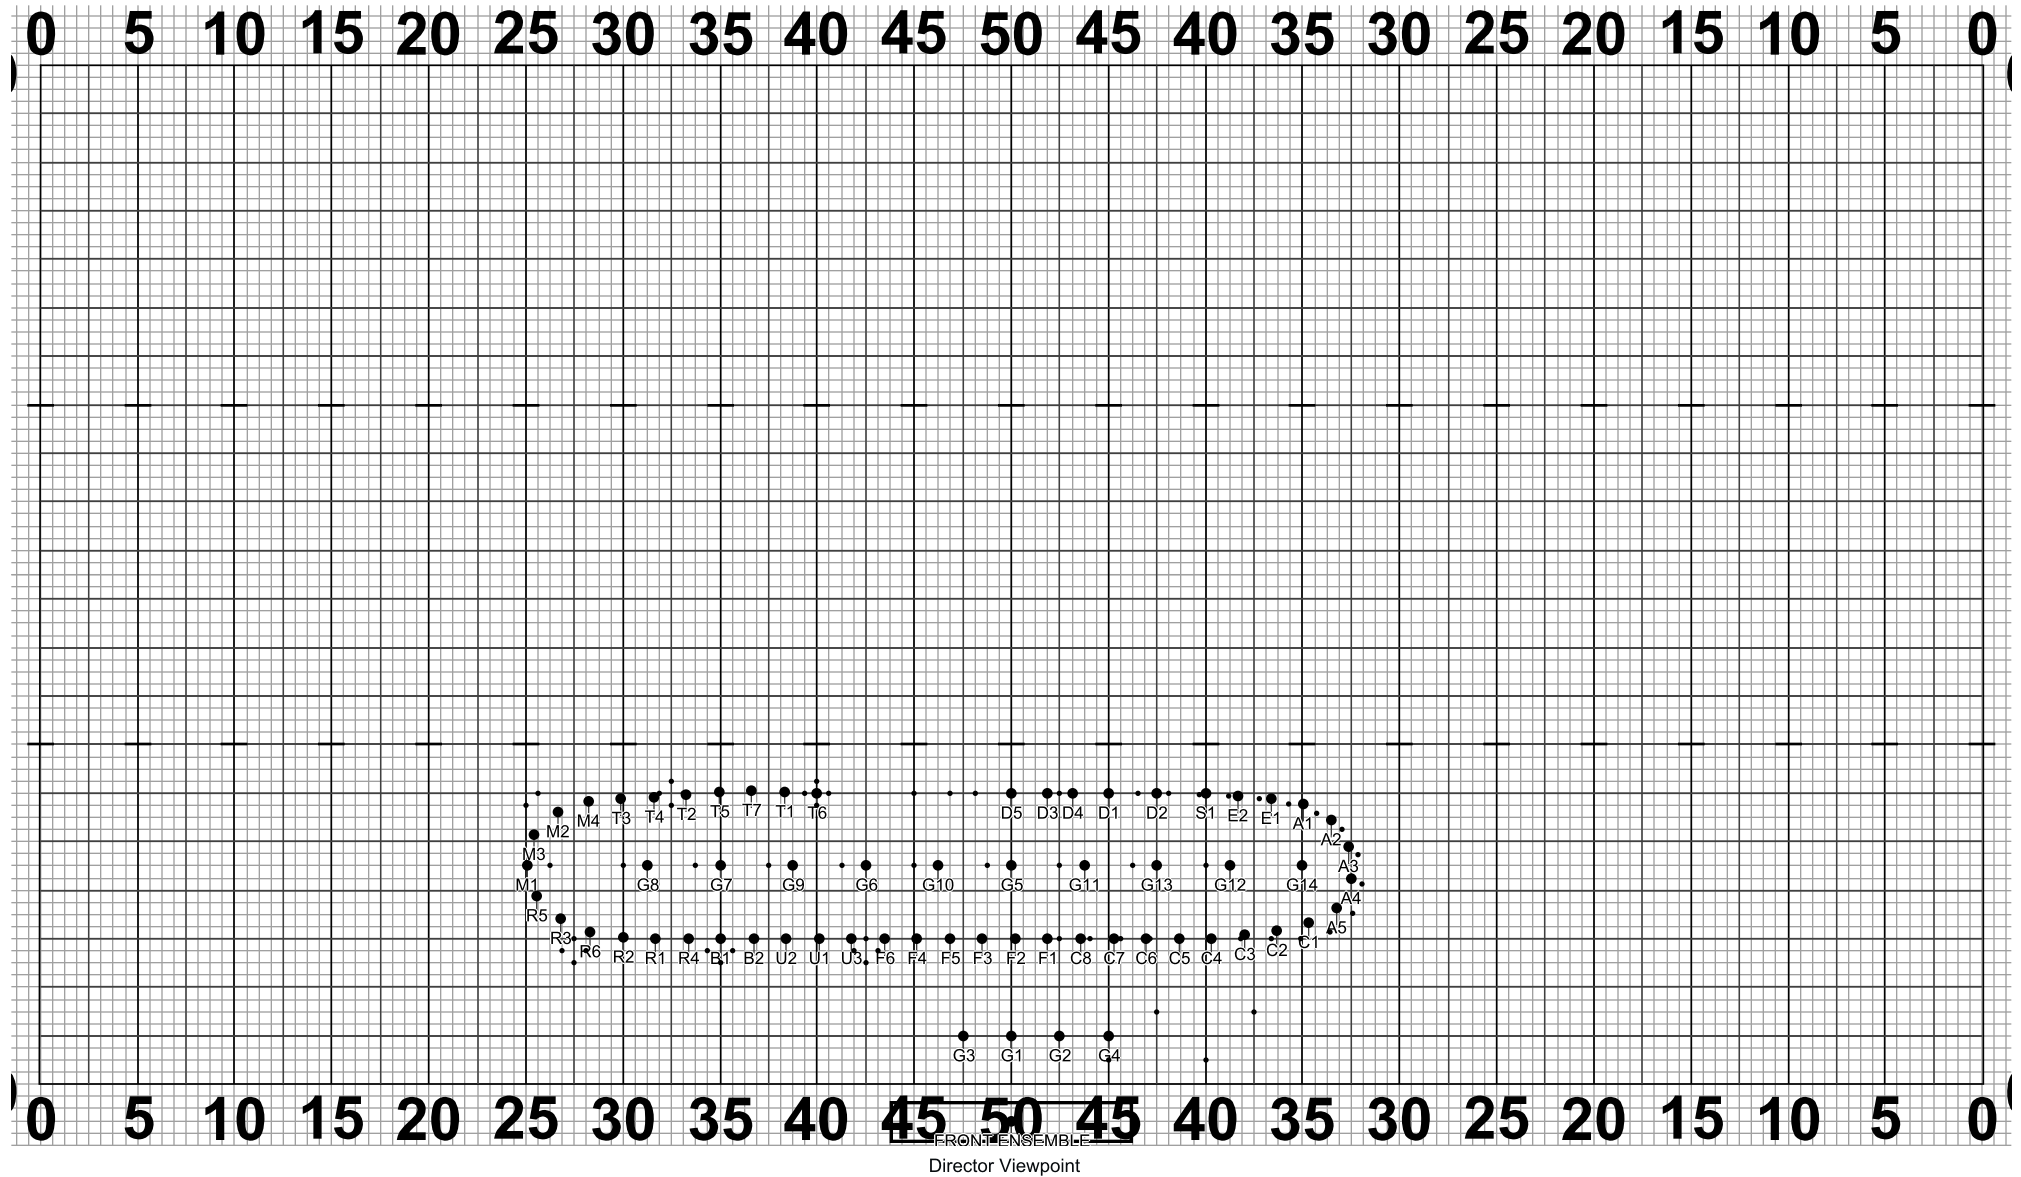 0 5 10 15 20 25 30 35 40 45 50 45 40 35 30 25 20 15 10 5 0
D5 D3 D4 D1 D2 S1 E2 E1
T3 T4 T2 T5 T7 T1 T6
M4 A1
M2 A2
M3 A3
M1 G8 G7 G9 G6 G10 G5 G11 G13 G12 G14
A4
R5 A5
R3 R6 R2 R1 R4 B1 B2 U2 U1 U3 F6 F4 F5 F3 F2 F1 C8 C7 C6 C5 C4 C3 C2 C1
G3 G1 G2 G4
0 5 10 15 20 25 30 35 40 45 50 45 40 35 30 25 20 15 10 5 0
FRONT ENSEMBLE
Director Viewpoint